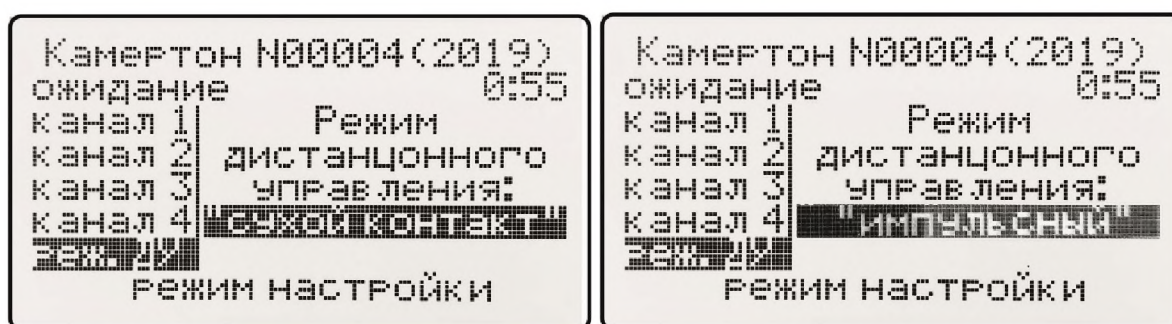 Камертон N00004(2019)
ожидание 0:55
канал 1
канал 2
канал 3
канал 4
реж. ДУ
Режим
дистанцонного
управления:
"сухой контакт"
режим настройки
Камертон N00004(2019)
ожидание 0:55
канал 1
канал 2
канал 3
канал 4
реж. ДУ
Режим
дистанцонного
управления:
"импульсный"
режим настройки